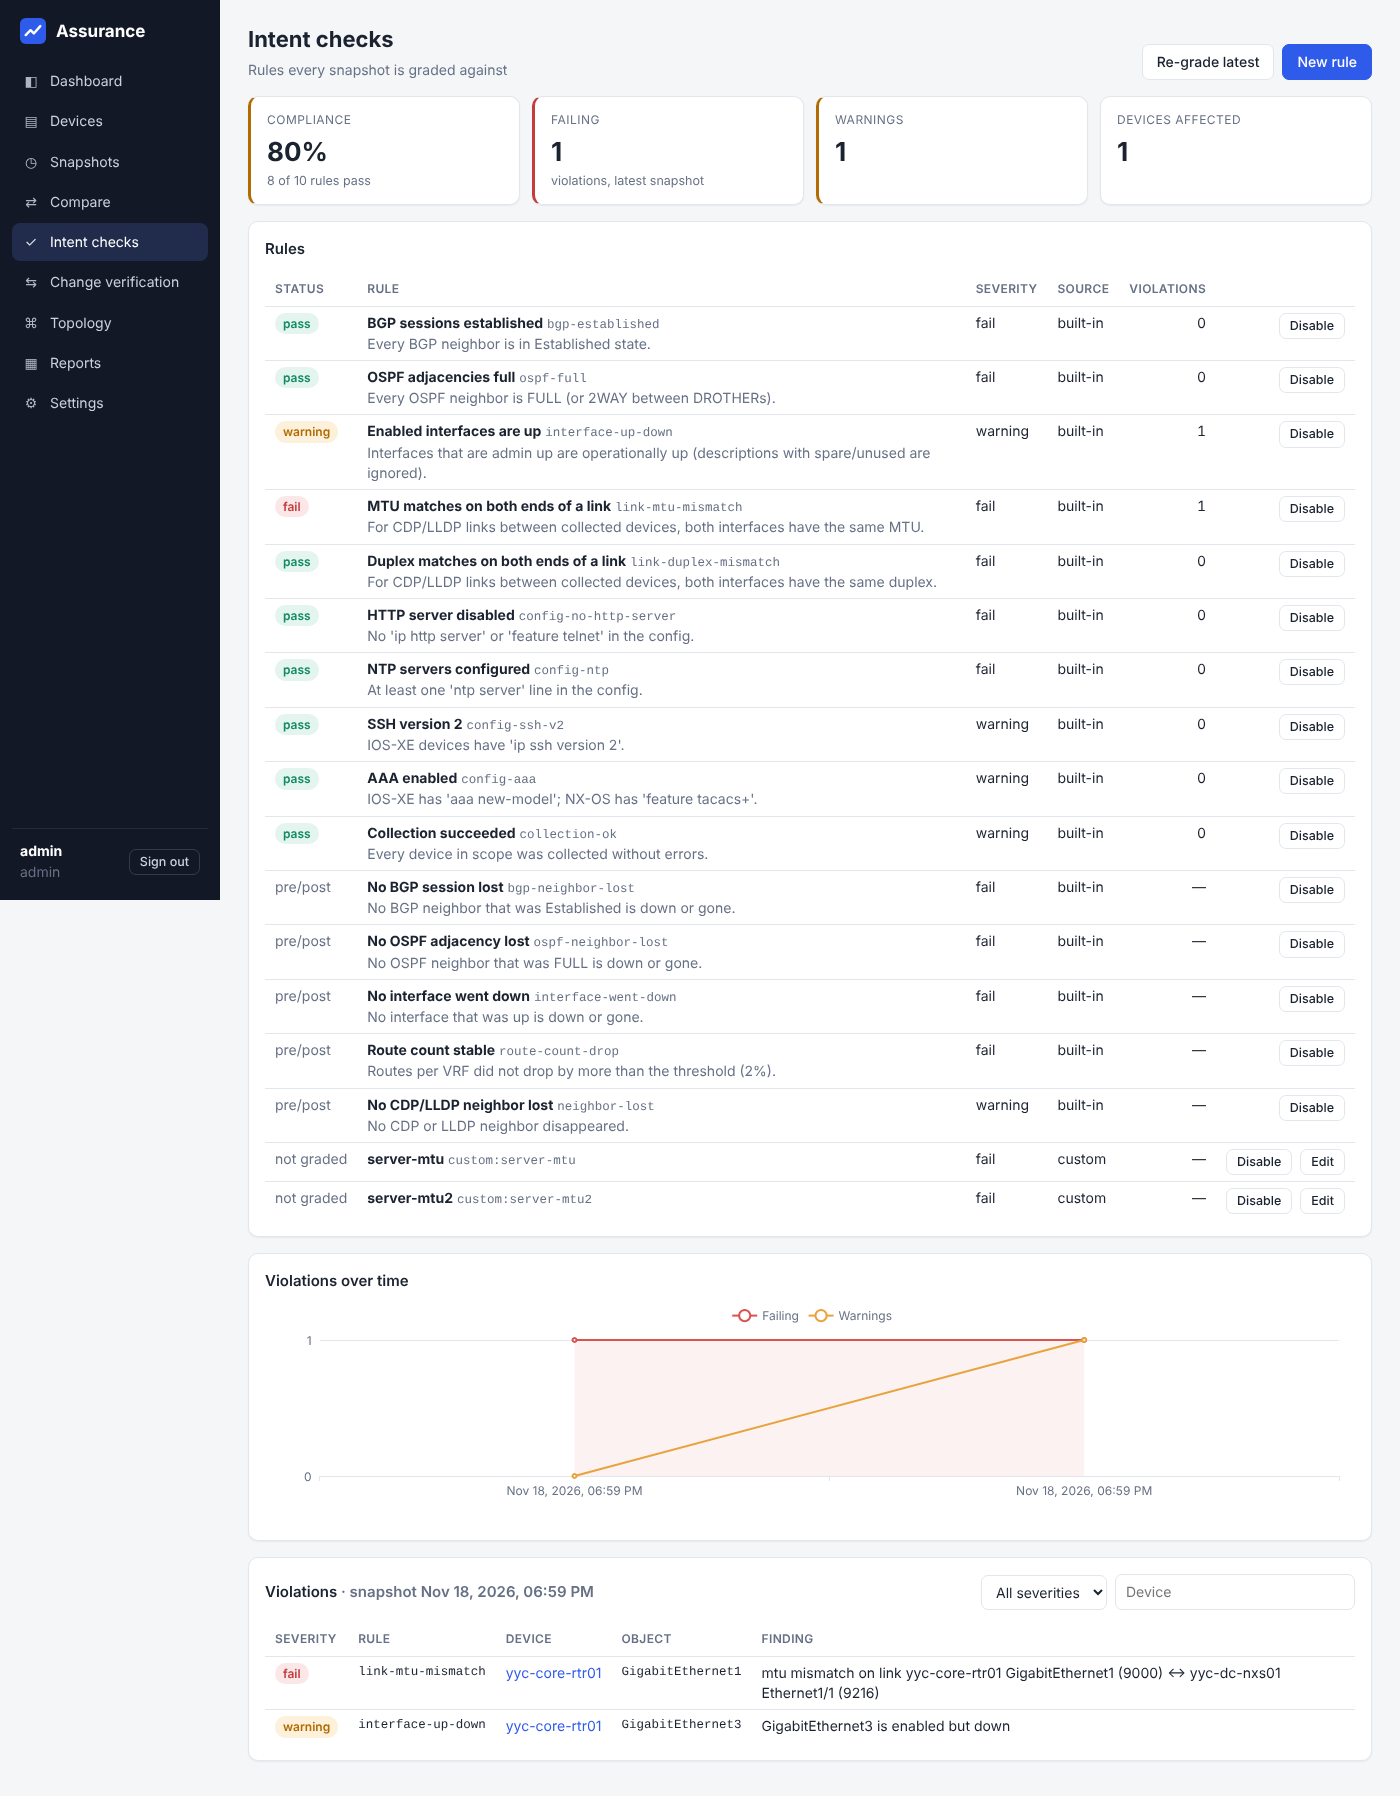 Assurance
Dashboard
Devices
Snapshots
Compare
Intent checks
Change verification
Topology
Reports
Settings
admin
admin
Sign out
Intent checks
Rules every snapshot is graded against
Re-grade latest
New rule
COMPLIANCE
80%
8 of 10 rules pass
FAILING
1
violations, latest snapshot
WARNINGS
1
DEVICES AFFECTED
1
Rules
STATUS RULE SEVERITY SOURCE VIOLATIONS
pass BGP sessions established bgp-established fail built-in 0 Disable
Every BGP neighbor is in Established state.
pass OSPF adjacencies full ospf-full fail built-in 0 Disable
Every OSPF neighbor is FULL (or 2WAY between DROTHERs).
warning Enabled interfaces are up interface-up-down warning built-in 1 Disable
Interfaces that are admin up are operationally up (descriptions with spare/unused are
ignored).
fail MTU matches on both ends of a link link-mtu-mismatch fail built-in 1 Disable
For CDP/LLDP links between collected devices, both interfaces have the same MTU.
pass Duplex matches on both ends of a link link-duplex-mismatch fail built-in 0 Disable
For CDP/LLDP links between collected devices, both interfaces have the same duplex.
pass HTTP server disabled config-no-http-server fail built-in 0 Disable
No 'ip http server' or 'feature telnet' in the config.
pass NTP servers configured config-ntp fail built-in 0 Disable
At least one 'ntp server' line in the config.
pass SSH version 2 config-ssh-v2 warning built-in 0 Disable
IOS-XE devices have 'ip ssh version 2'.
pass AAA enabled config-aaa warning built-in 0 Disable
IOS-XE has 'aaa new-model'; NX-OS has 'feature tacacs+'.
pass Collection succeeded collection-ok warning built-in 0 Disable
Every device in scope was collected without errors.
pre/post No BGP session lost bgp-neighbor-lost fail built-in — Disable
No BGP neighbor that was Established is down or gone.
pre/post No OSPF adjacency lost ospf-neighbor-lost fail built-in — Disable
No OSPF neighbor that was FULL is down or gone.
pre/post No interface went down interface-went-down fail built-in — Disable
No interface that was up is down or gone.
pre/post Route count stable route-count-drop fail built-in — Disable
Routes per VRF did not drop by more than the threshold (2%).
pre/post No CDP/LLDP neighbor lost neighbor-lost warning built-in — Disable
No CDP or LLDP neighbor disappeared.
not graded server-mtu custom:server-mtu fail custom — Disable Edit
not graded server-mtu2 custom:server-mtu2 fail custom — Disable Edit
Violations over time
Failing Warnings
1
0
Nov 18, 2026, 06:59 PM Nov 18, 2026, 06:59 PM
Violations · snapshot Nov 18, 2026, 06:59 PM
All severities
Device
SEVERITY RULE DEVICE OBJECT FINDING
fail link-mtu-mismatch yyc-core-rtr01 GigabitEthernet1 mtu mismatch on link yyc-core-rtr01 GigabitEthernet1 (9000) ↔ yyc-dc-nxs01
Ethernet1/1 (9216)
warning interface-up-down yyc-core-rtr01 GigabitEthernet3 GigabitEthernet3 is enabled but down